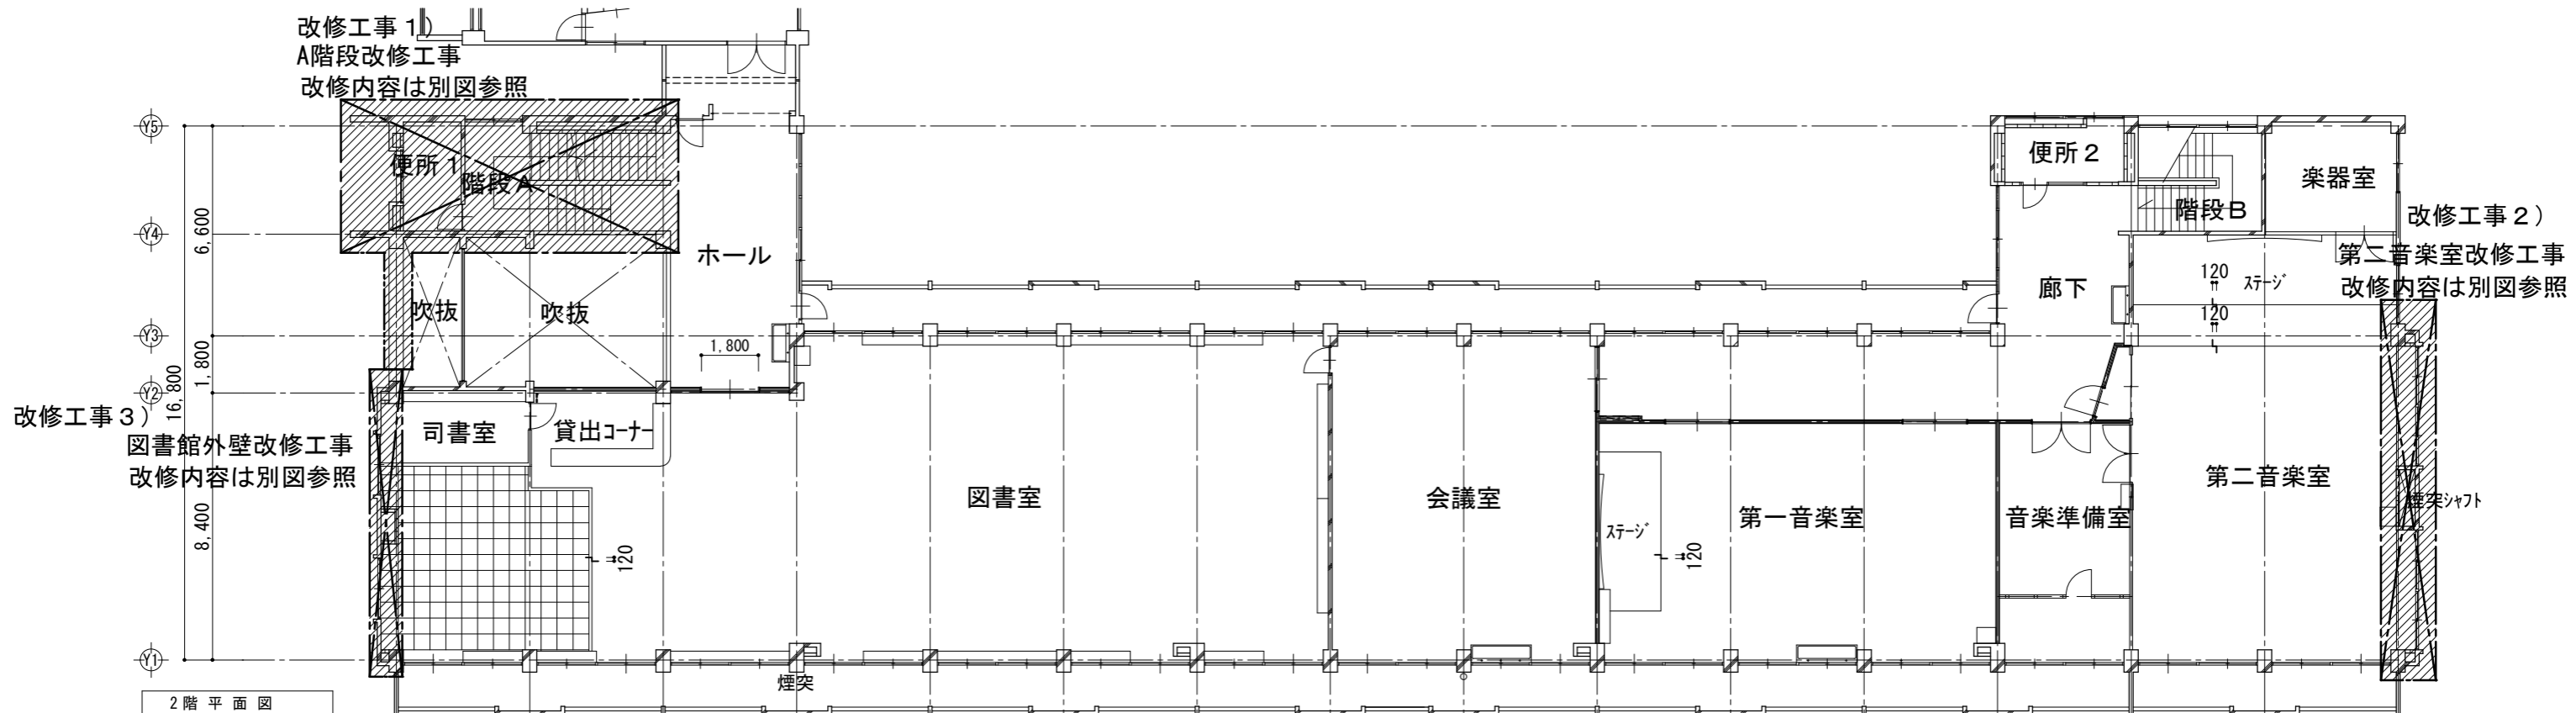 改修工事１）
A階段改修工事
改修内容は別図参照
Y5
便所１
階段A
便所２
楽器室
6,600
Y4
階段B
改修工事２）
ホール
第二音楽室改修工事
120
ステージ
改修内容は別図参照
吹抜
吹抜
廊下
120
Y3
1,800
1,800
16,800
Y2
改修工事３）
司書室
貸出コーナー
図書館外壁改修工事
改修内容は別図参照
図書室
会議室
第一音楽室
音楽準備室
第二音楽室
煙突シャフト
ステージ
8,400
120
120
Y1
煙突
2階 平 面 図